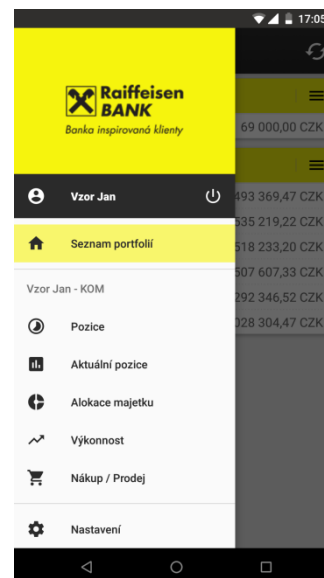 17:05
Raiffeisen
BANK
Banka inspirovaná klienty
69 000,00 CZK
Vzor Jan
493 369,47 CZK
535 219,22 CZK
Seznam portfolií
518 233,20 CZK
507 607,33 CZK
Vzor Jan - KOM
292 346,52 CZK
Pozice
028 304,47 CZK
Aktuální pozice
Alokace majetku
Výkonnost
Nákup / Prodej
Nastavení